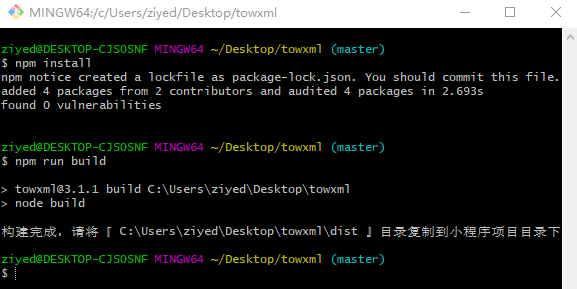 MINGW64:/c/Users/ziyed/Desktop/towxml
ziyed@DESKTOP-CJSOSNF MINGW64 ~/Desktop/towxml (master)
$ npm install
npm notice created a lockfile as package-lock.json. You should commit this file.
added 4 packages from 2 contributors and audited 4 packages in 2.693s
found 0 vulnerabilities
ziyed@DESKTOP-CJSOSNF MINGW64 ~/Desktop/towxml (master)
$ npm run build
> towxml@3.1.1 build C:\Users\ziyed\Desktop\towxml
> node build
构建完成，请将『 C:\Users\ziyed\Desktop\towxml\dist 』目录复制到小程序项目目录下
ziyed@DESKTOP-CJSOSNF MINGW64 ~/Desktop/towxml (master)
$